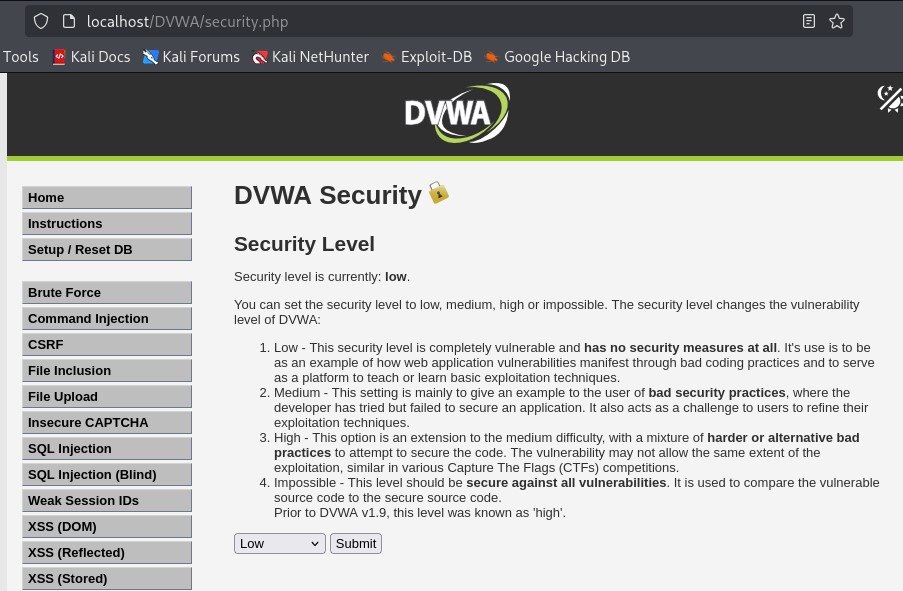 localhost/DVWA/security.php
Tools Kali Docs Kali Forums Kali NetHunter Exploit-DB Google Hacking DB
DVWA
Home
Instructions
Setup / Reset DB
Brute Force
Command Injection
CSRF
File Inclusion
File Upload
Insecure CAPTCHA
SQL Injection
SQL Injection (Blind)
Weak Session IDs
XSS (DOM)
XSS (Reflected)
XSS (Stored)
DVWA Security
Security Level
Security level is currently: low.
You can set the security level to low, medium, high or impossible. The security level changes the vulnerability
level of DVWA:
1. Low - This security level is completely vulnerable and has no security measures at all. It's use is to be
as an example of how web application vulnerabilities manifest through bad coding practices and to serve
as a platform to teach or learn basic exploitation techniques.
2. Medium - This setting is mainly to give an example to the user of bad security practices, where the
developer has tried but failed to secure an application. It also acts as a challenge to users to refine their
exploitation techniques.
3. High - This option is an extension to the medium difficulty, with a mixture of harder or alternative bad
practices to attempt to secure the code. The vulnerability may not allow the same extent of the
exploitation, similar in various Capture The Flags (CTFs) competitions.
4. Impossible - This level should be secure against all vulnerabilities. It is used to compare the vulnerable
source code to the secure source code.
Prior to DVWA v1.9, this level was known as 'high'.
Low Submit